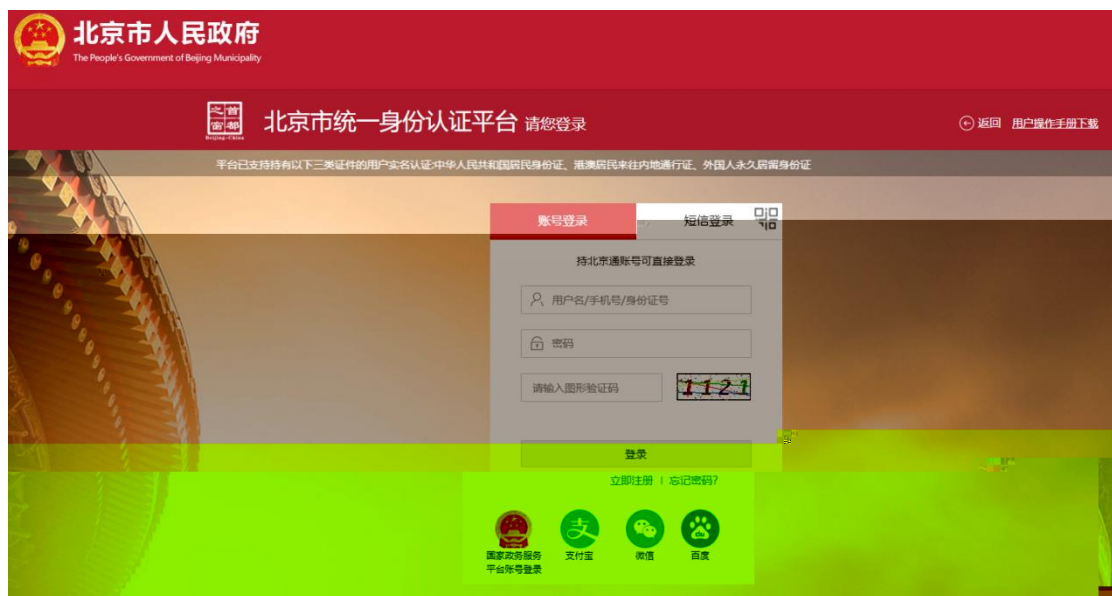 北京市人民政府
The People's Government of Beijing Municipality
首都之窗
Beijing-China
北京市统一身份认证平台 请您登录
返回 用户操作手册下载
平台已支持持有以下三类证件的用户实名认证:中华人民共和国居民身份证、港澳居民来往内地通行证、外国人永久居留身份证
账号登录 短信登录
持北京通账号可直接登录
用户名/手机号/身份证号
密码
请输入图形验证码 1121
登录
立即注册 | 忘记密码?
国家政务服务平台账号登录 支付宝 微信 百度